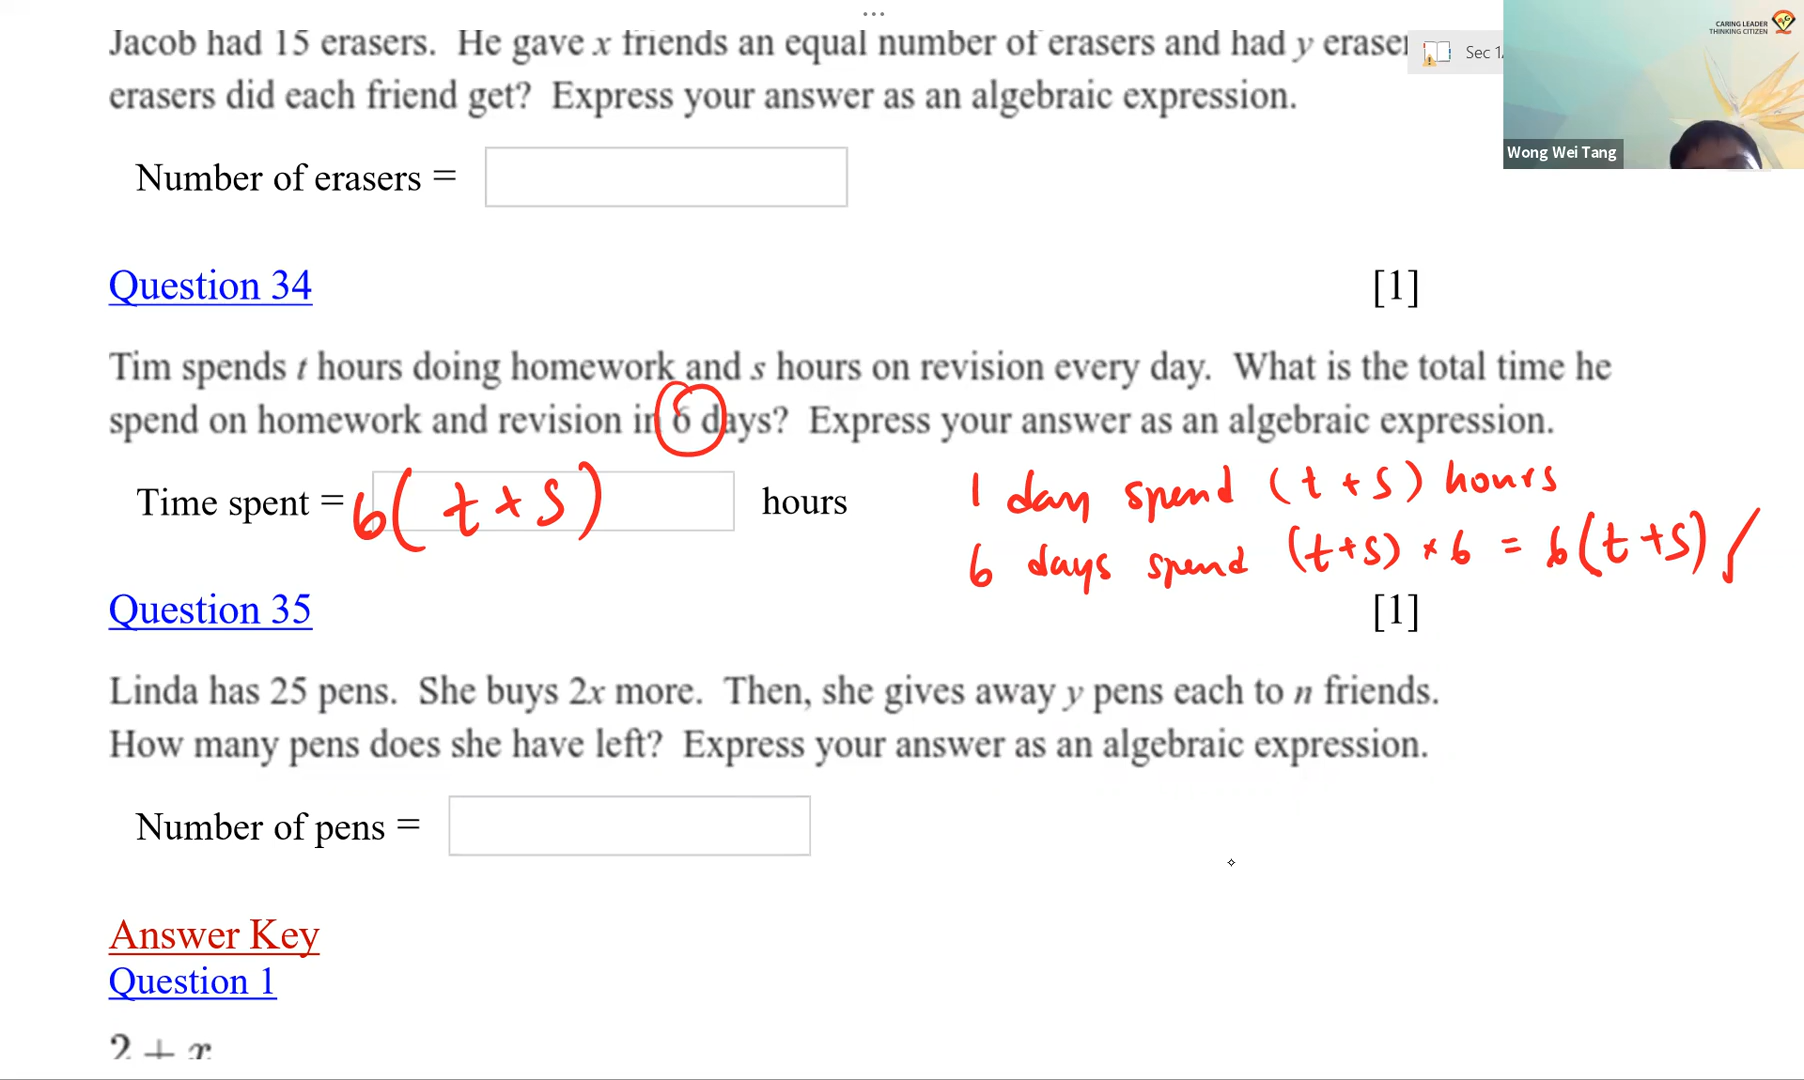 Jacob had 15 erasers. He gave x friends an equal number of erasers and had y eraser
Sec 1
CARING LEADER
THINKING CITIZEN
Wong Wei Tang
erasers did each friend get? Express your answer as an algebraic expression.
Number of erasers =
Question 34 [1]
Tim spends t hours doing homework and s hours on revision every day. What is the total time he
spend on homework and revision in 6 days? Express your answer as an algebraic expression.
Time spent = 6(t+s) hours
1 day spend (t+s) hours
6 days spend (t+s) × 6 = 6(t+s)
Question 35 [1]
Linda has 25 pens. She buys 2x more. Then, she gives away y pens each to n friends.
How many pens does she have left? Express your answer as an algebraic expression.
Number of pens =
Answer Key
Question 1
2 + x